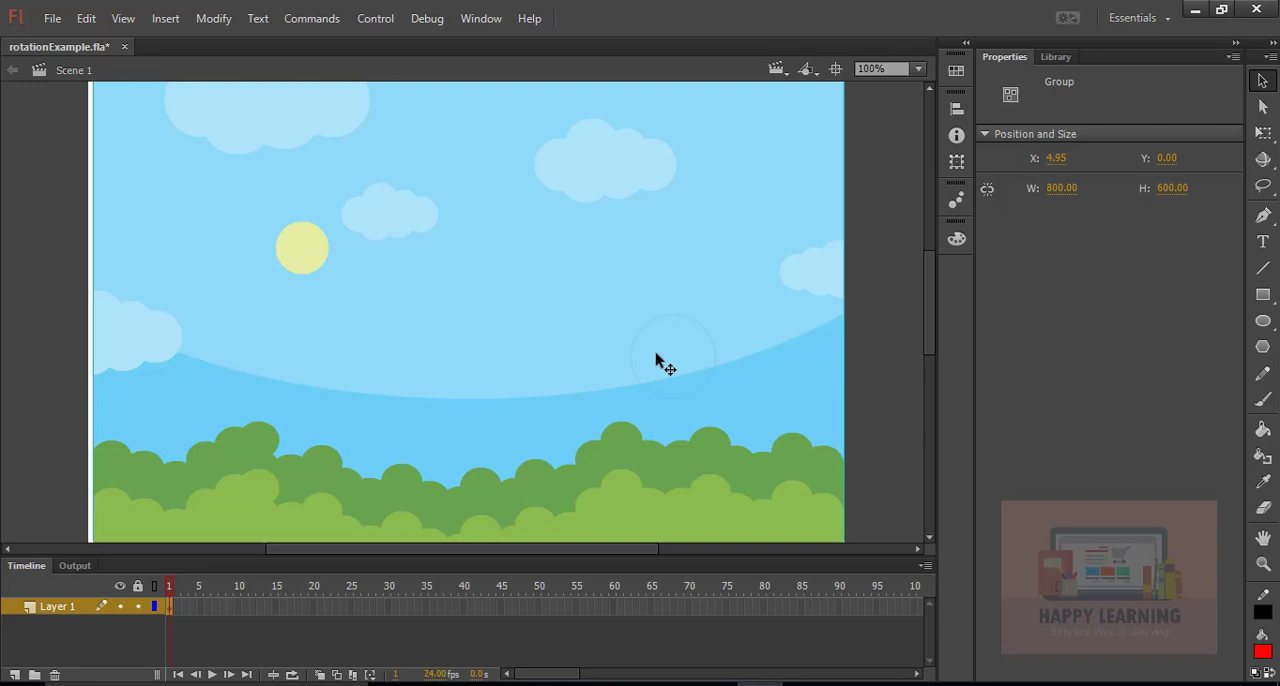 Fl File Edit View Insert Modify Text Commands Control Debug Window Help Essentials
rotationExample.fla* ×
Scene 1 100%
Properties Library
Group
Position and Size
X: 4.95 Y: 0.00
W: 800.00 H: 600.00
HAPPY LEARNING
Timeline Output
1 5 10 15 20 25 30 35 40 45 50 55 60 65 70 75 80 85 90 95 10
Layer 1
1 24.00fps 0.0s